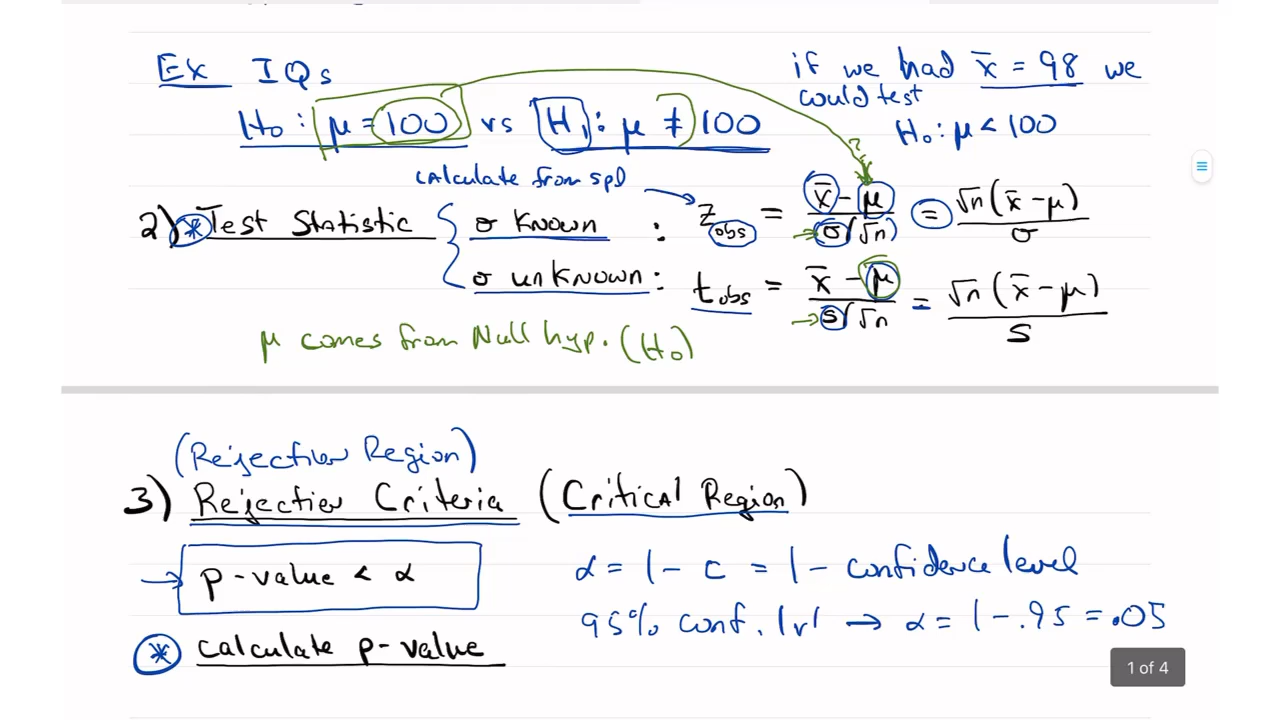 Ex IQs
if we had x̄ = 98 we
could test
H₀: μ = 100 vs H₁: μ ≠ 100
H₀: μ < 100
Calculate from spl
2) * Test Statistic { σ known : z_obs = (x̄ - μ)/(σ/√n) = √n(x̄ - μ)/σ
?
σ unknown: t_obs = (x̄ - μ)/(s/√n) = √n(x̄ - μ)/s
μ comes from Null hyp. (H₀)
(Rejection Region)
3) Rejection Criteria (Critical Region)
→ p-value < α
α = 1 - c = 1 - confidence level
95% conf. lvl → α = 1 - .95 = .05
* calculate p-value
1 of 4